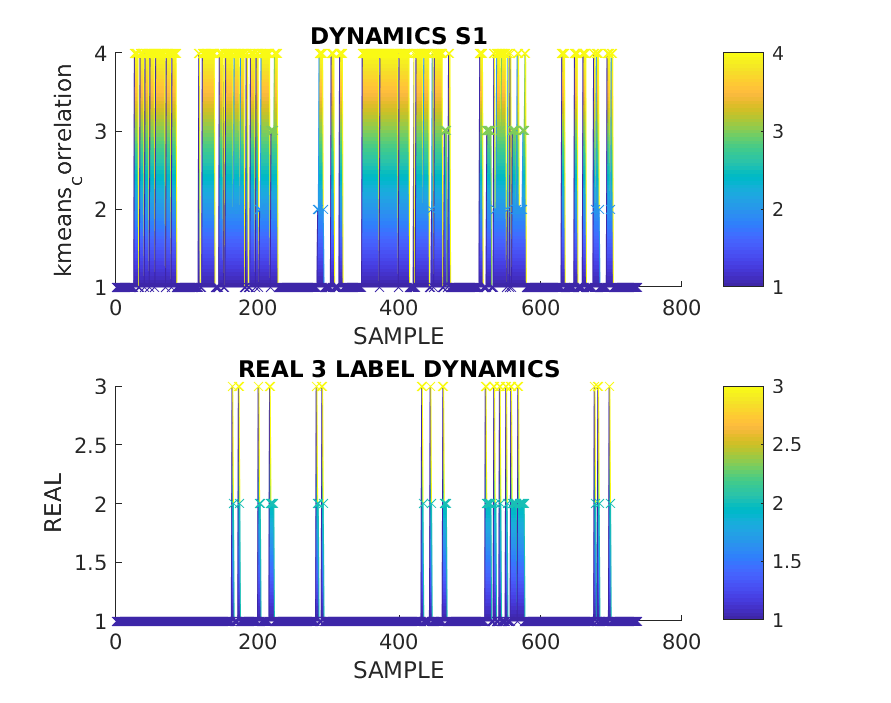 DYNAMICS S1
kmeans_correlation
4
3
2
1
0 200 400 600 800
SAMPLE
4
3
2
1
REAL 3 LABEL DYNAMICS
REAL
3
2.5
2
1.5
1
0 200 400 600 800
SAMPLE
3
2.5
2
1.5
1